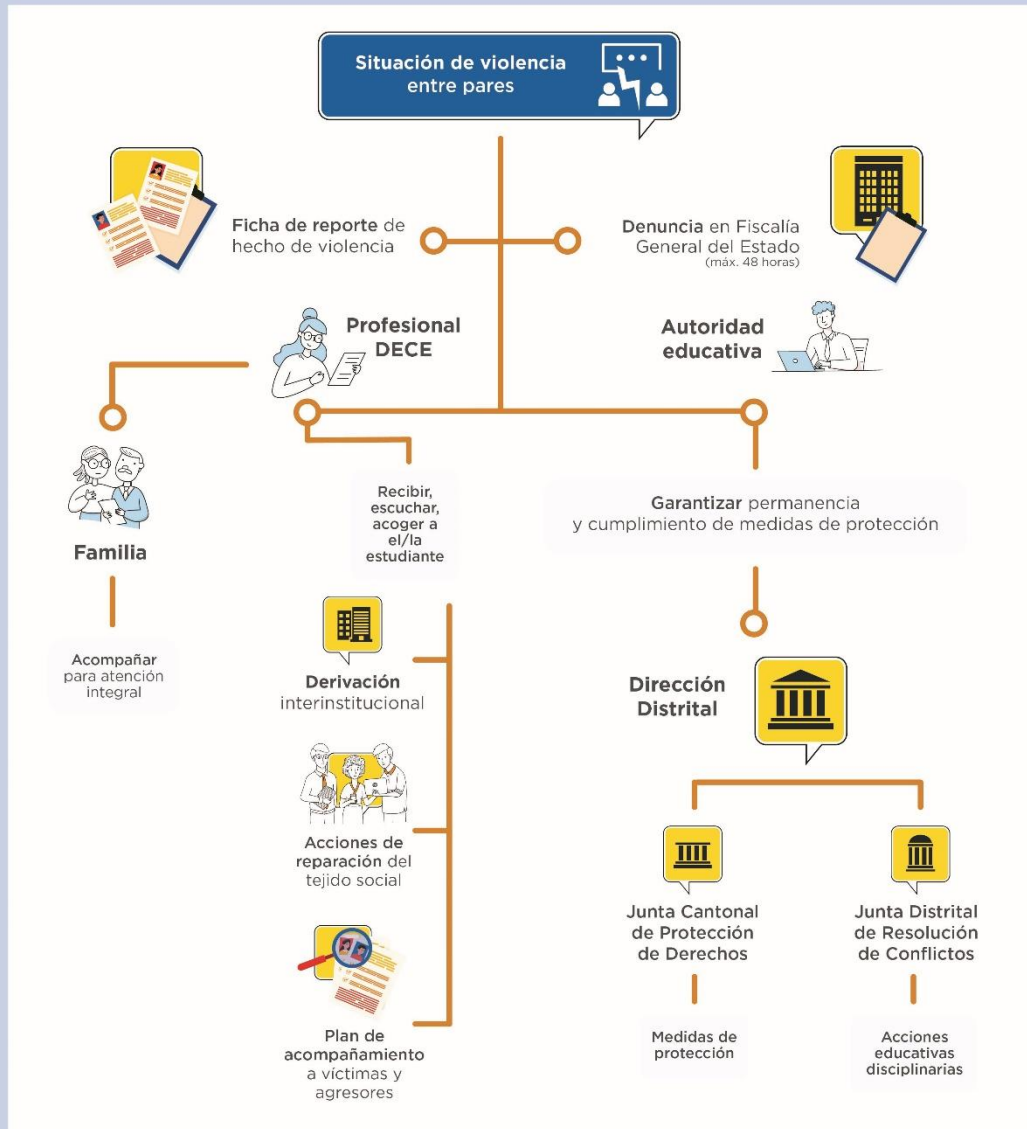 Situación de violencia
entre pares
Ficha de reporte de
hecho de violencia
Denuncia en Fiscalía
General del Estado
(máx. 48 horas)
Profesional
DECE
Autoridad
educativa
Familia
Acompañar
para atención
integral
Recibir,
escuchar,
acoger a
el/la
estudiante
Derivación
interinstitucional
Acciones de
reparación del
tejido social
Plan de
acompañamiento
a víctimas y
agresores
Garantizar permanencia
y cumplimiento de medidas de protección
Dirección
Distrital
Junta Cantonal
de Protección
de Derechos
Medidas de
protección
Junta Distrital
de Resolución
de Conflictos
Acciones
educativas
disciplinarias